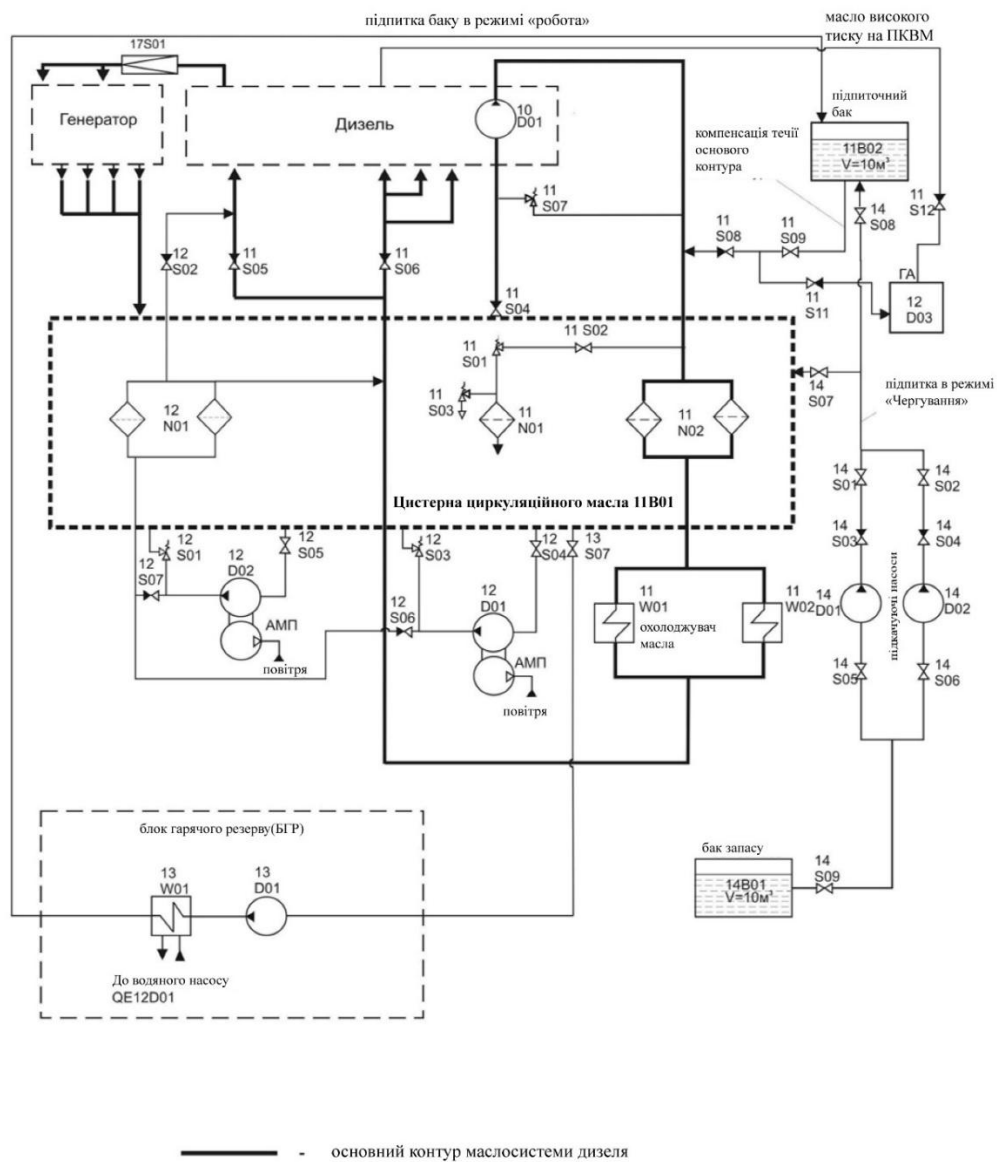 підпитка баку в режимі «робота»
масло високого
тиску на ПКВМ
17S01
Генератор
Дизель
10
D01
підпиточний
бак
11B02
V=10м³
компенсація течії
основого
контура
11
S07
11
S08
11
S09
14
S08
11
S12
12
S02
11
S05
11
S06
11
S04
11
S11
ГА
12
D03
11
S01
11 S02
11
S03
11
N01
12
N01
11
N02
14
S07
підпитка в режимі
«Чергування»
Цистерна циркуляційного масла 11В01
14
S01
14
S02
14
S03
14
S04
12
S01
12
S05
12
S03
12
S04
13
S07
12
S07
12
D02
АМП
повітря
12
S06
12
D01
АМП
повітря
11
W01
охолоджувач
масла
11
W02
14
D01
підкачуючі насоси
14
D02
14
S05
14
S06
блок гарячого резерву(БГР)
13
W01
13
D01
До водяного насосу
QE12D01
бак запасу
14B01
V=10м³
14
S09
- основний контур маслосистеми дизеля